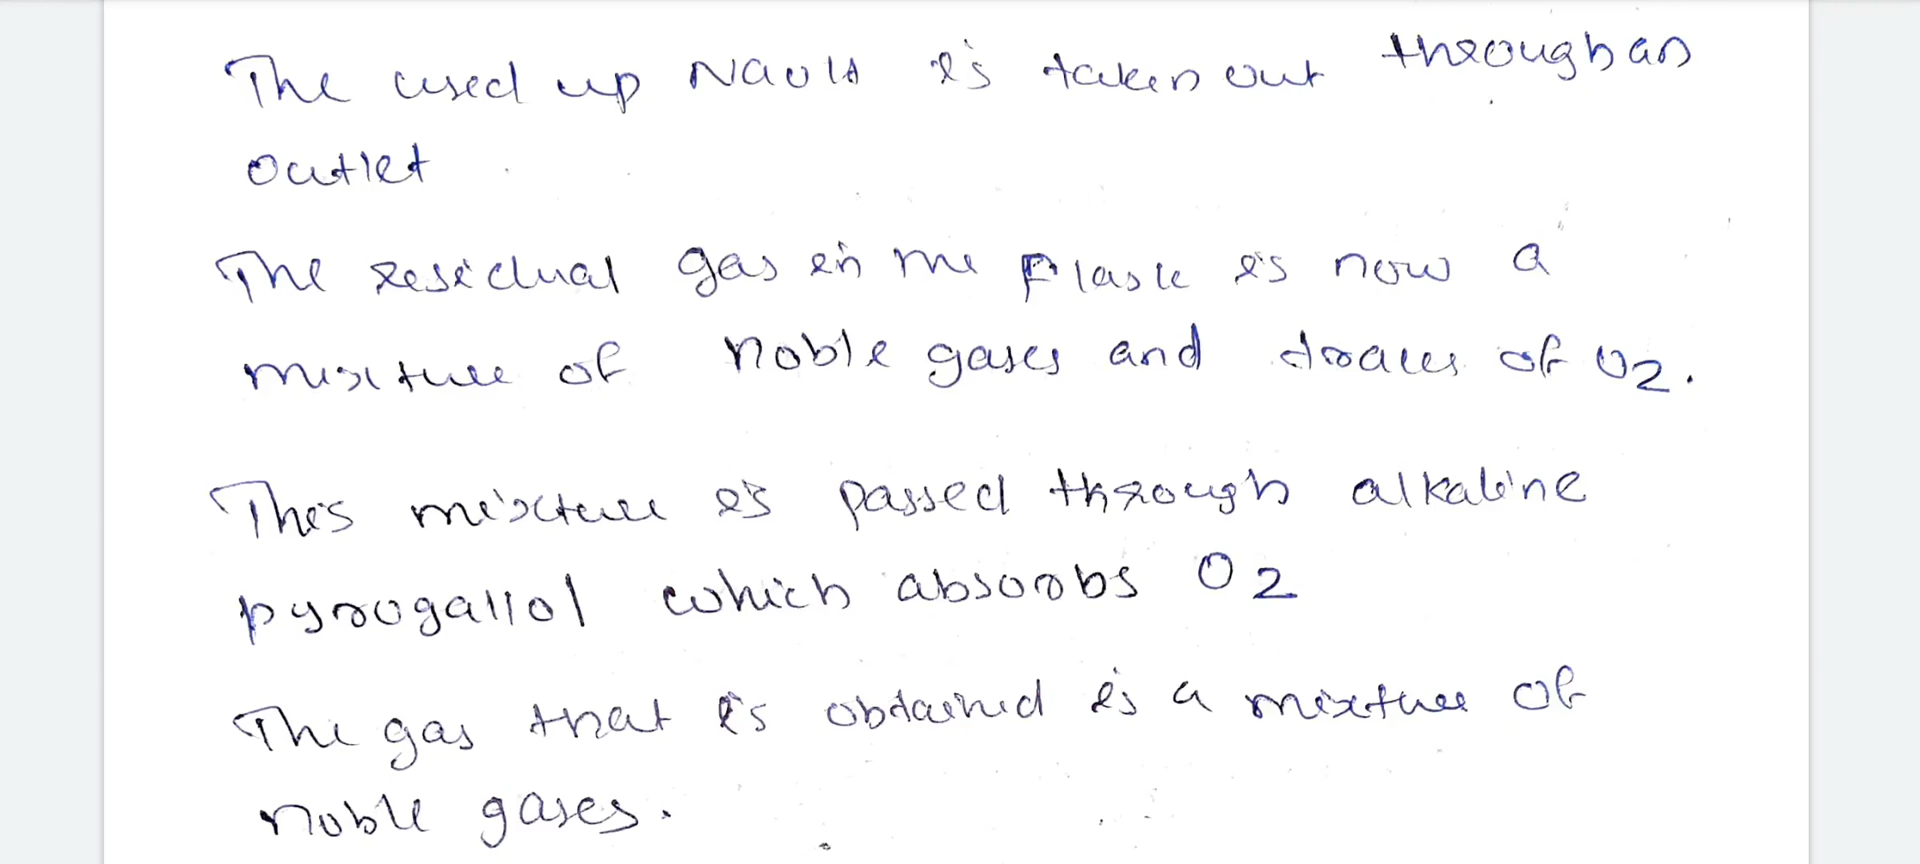 The used up NaOH is taken out through an
outlet
The residual gas in the Flask is now a
mixture of noble gases and traces of O2.
This mixture is passed through alkaline
pyrogallol which absorbs O2
The gas that is obtained is a mixture of
noble gases.